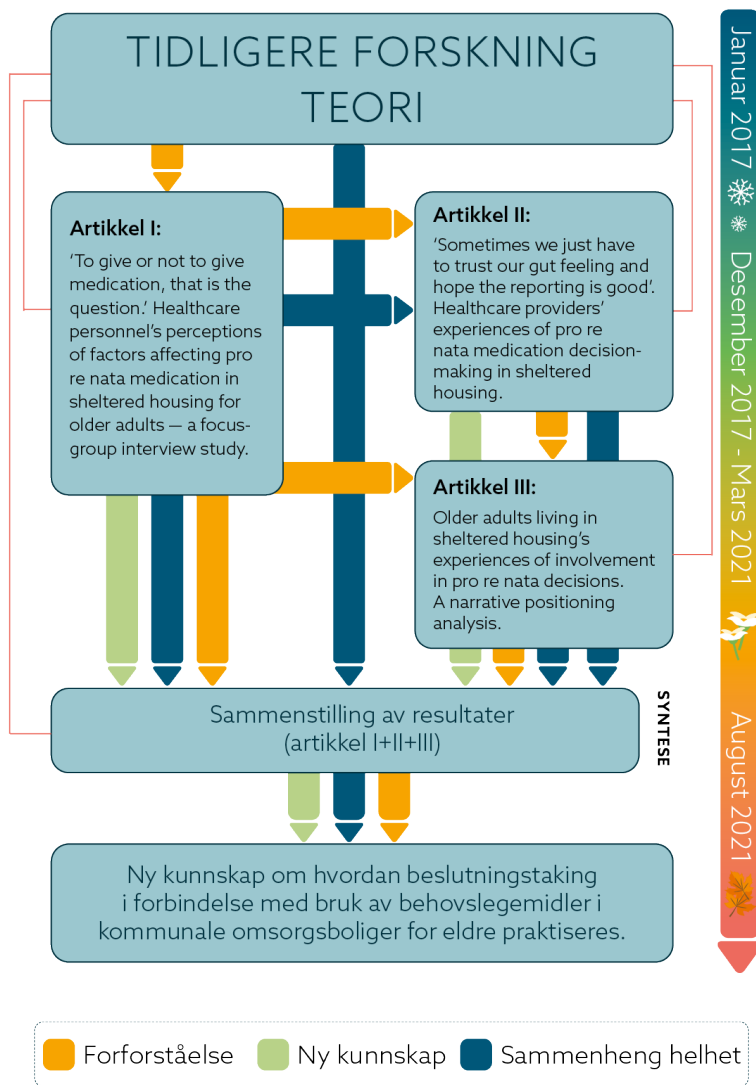 TIDLIGERE FORSKNING
TEORI
Artikkel I:
‘To give or not to give
medication, that is the
question.’ Healthcare
personnel’s perceptions
of factors affecting pro
re nata medication in
sheltered housing for
older adults – a focus-
group interview study.
Artikkel II:
‘Sometimes we just have
to trust our gut feeling and
hope the reporting is good’.
Healthcare providers’
experiences of pro re
nata medication decision-
making in sheltered
housing.
Artikkel III:
Older adults living in
sheltered housing’s
experiences of involvement
in pro re nata decisions.
A narrative positioning
analysis.
Sammenstilling av resultater
(artikkel I+II+III)
SYNTESE
Ny kunnskap om hvordan beslutningstaking
i forbindelse med bruk av behovslegemidler i
kommunale omsorgsboliger for eldre praktiseres.
Januar 2017
Desember 2017 - Mars 2021
August 2021
Forforståelse
Ny kunnskap
Sammenheng helhet